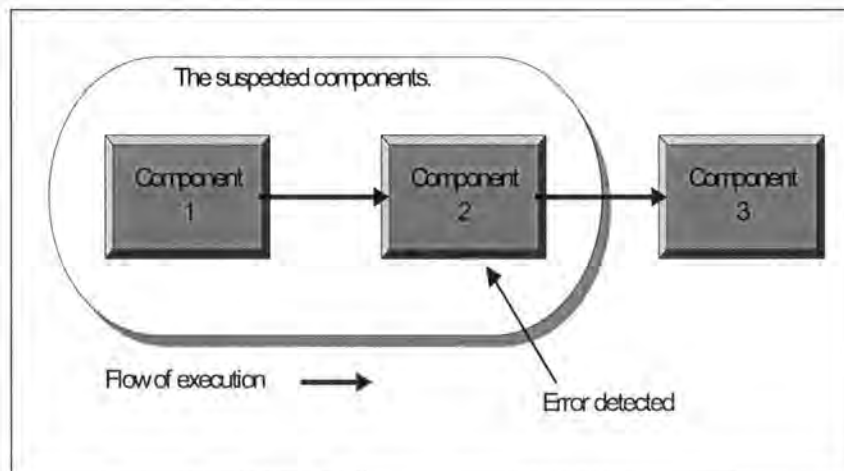 The suspected components.
Component
1
Component
2
Component
3
Flow of execution
Error detected